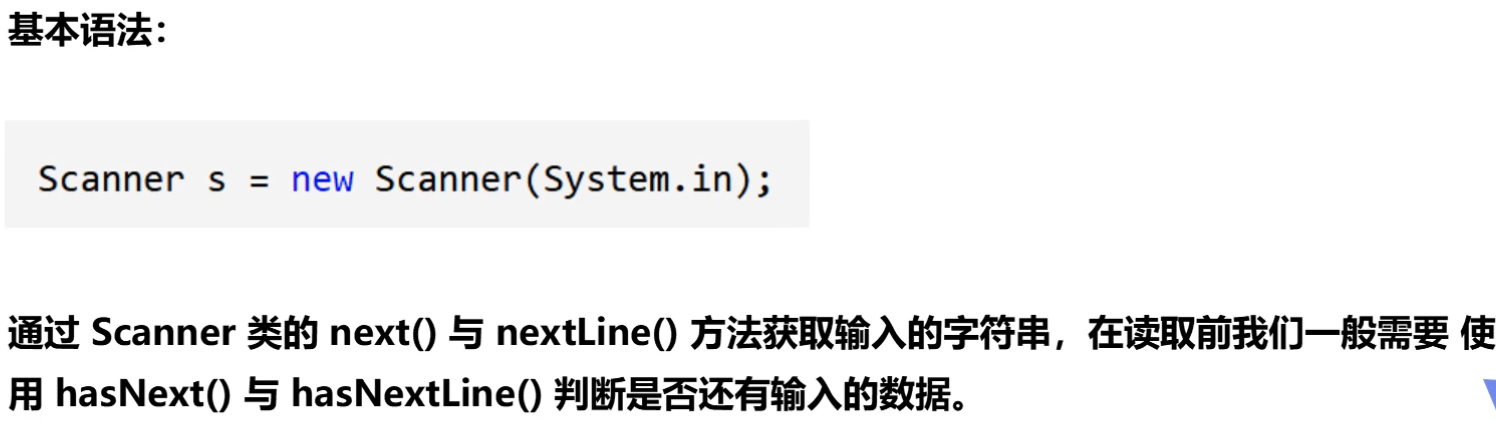 基本语法：
Scanner s = new Scanner(System.in);
通过 Scanner 类的 next() 与 nextLine() 方法获取输入的字符串，在读取前我们一般需要 使
用 hasNext() 与 hasNextLine() 判断是否还有输入的数据。